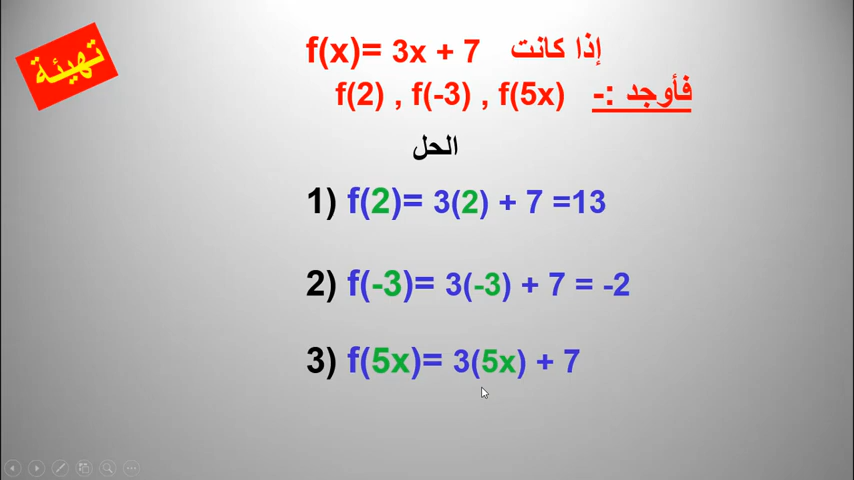 تهيئة
إذا كانت f(x)= 3x + 7
فأوجد :- f(2) , f(-3) , f(5x)
الحل
1) f(2)= 3(2) + 7 =13
2) f(-3)= 3(-3) + 7 = -2
3) f(5x)= 3(5x) + 7